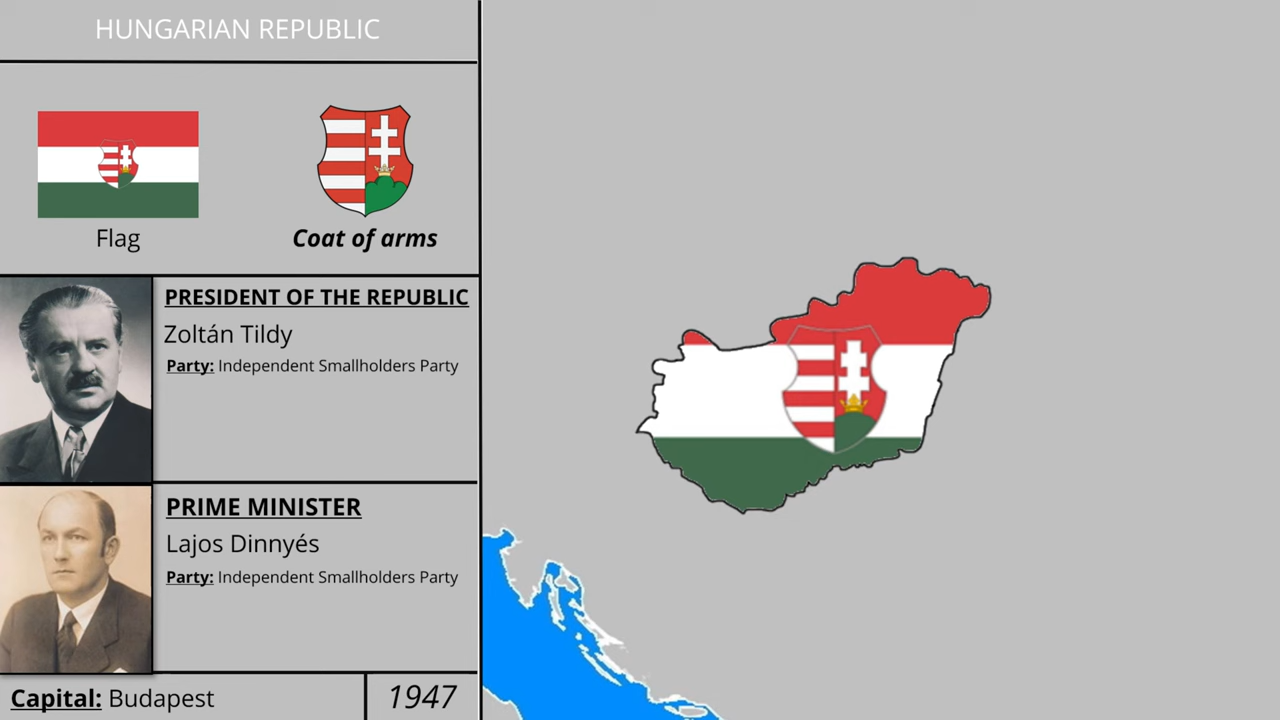 HUNGARIAN REPUBLIC
Flag
Coat of arms
PRESIDENT OF THE REPUBLIC
Zoltán Tildy
Party: Independent Smallholders Party
PRIME MINISTER
Lajos Dinnyés
Party: Independent Smallholders Party
Capital: Budapest
1947